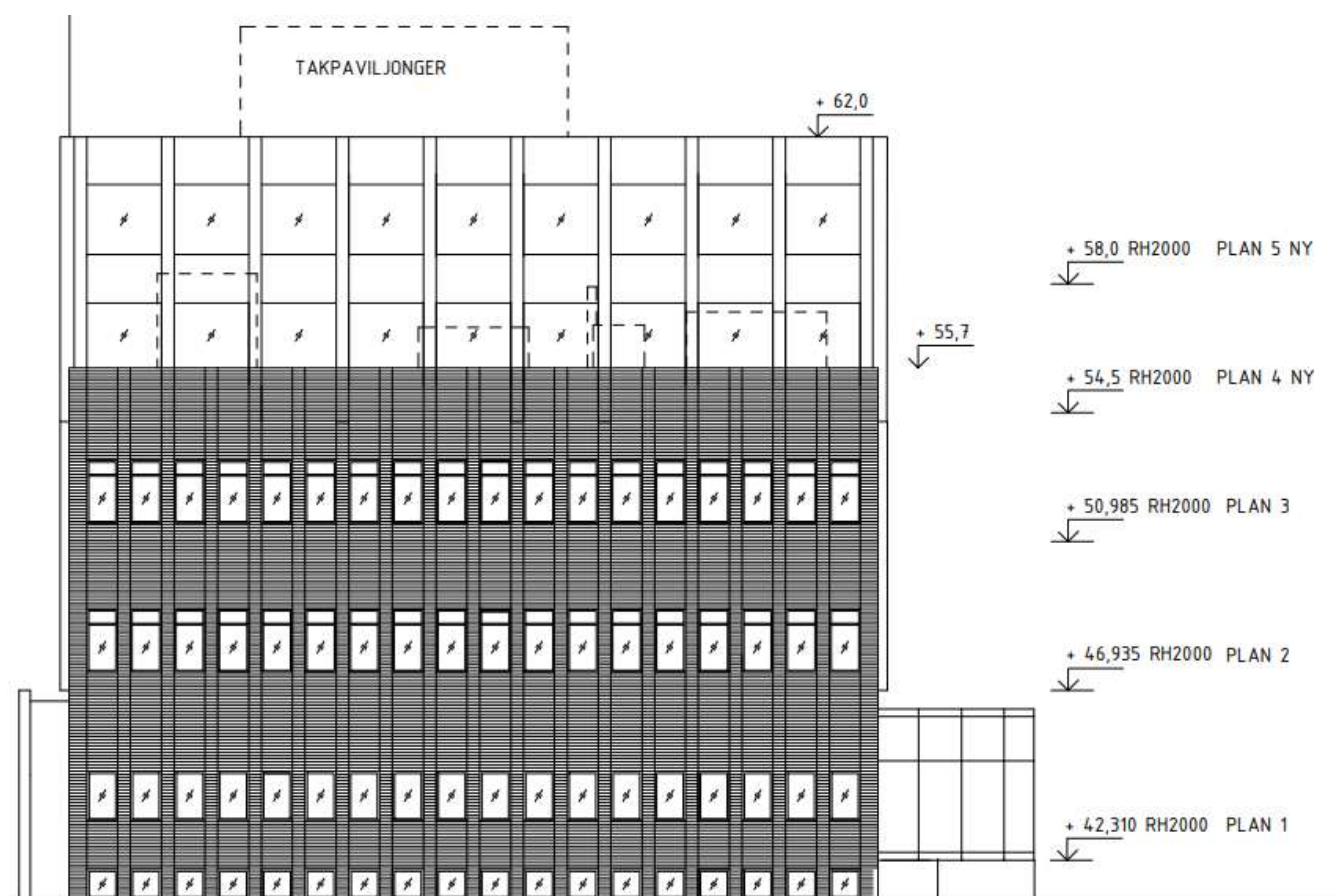 TAKPAVILJONGER
+ 62,0
+ 58,0 RH2000 PLAN 5 NY
+ 55,7
+ 54,5 RH2000 PLAN 4 NY
+ 50,985 RH2000 PLAN 3
+ 46,935 RH2000 PLAN 2
+ 42,310 RH2000 PLAN 1